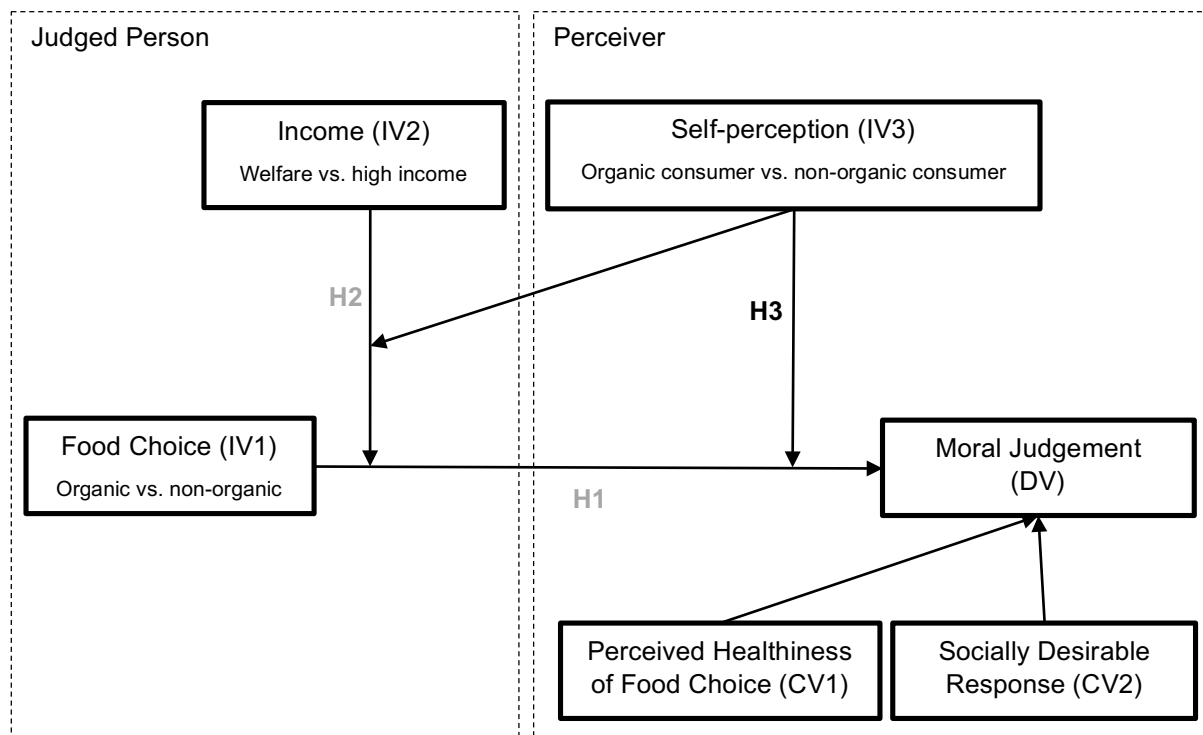 Judged Person
Perceiver
Income (IV2)
Welfare vs. high income
Self-perception (IV3)
Organic consumer vs. non-organic consumer
H2
H3
Food Choice (IV1)
Organic vs. non-organic
H1
Moral Judgement
(DV)
Perceived Healthiness
of Food Choice (CV1)
Socially Desirable
Response (CV2)